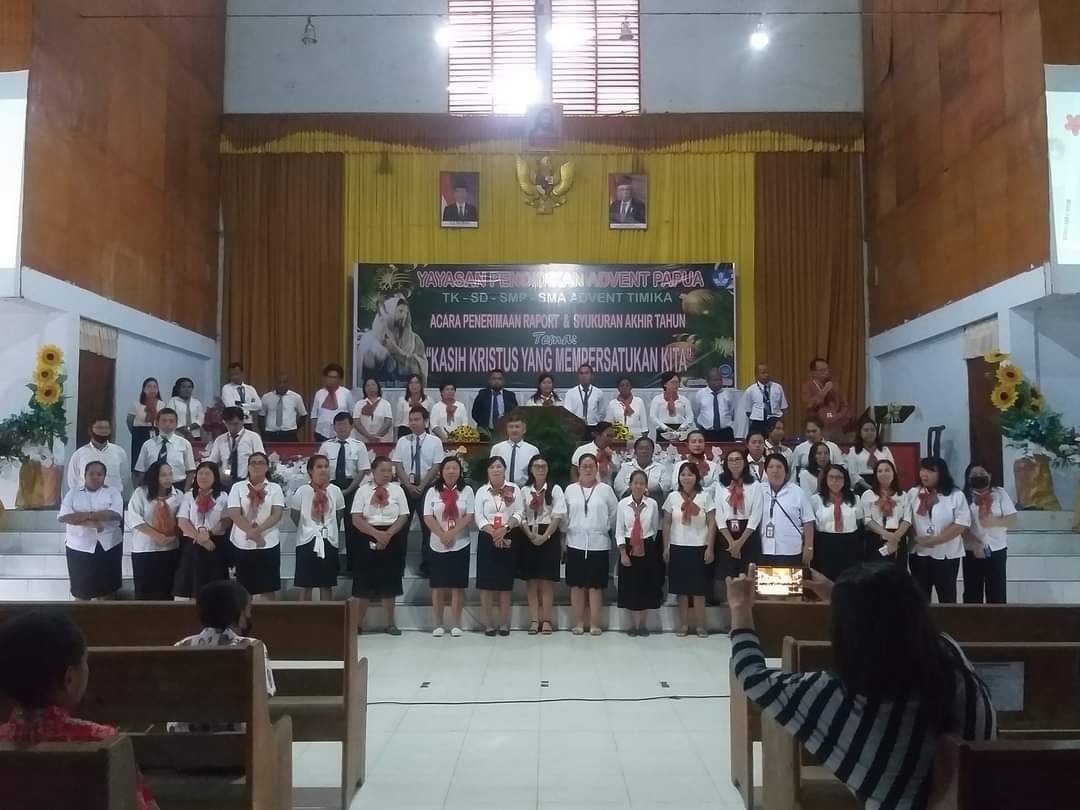 YAYASAN PENDIDIKAN ADVENT PAPUA
TK - SD - SMP - SMA ADVENT TIMIKA
ACARA PENERIMAAN RAPORT & SYUKURAN AKHIR TAHUN
Tema:
"KASIH KRISTUS YANG MEMPERSATUKAN KITA"